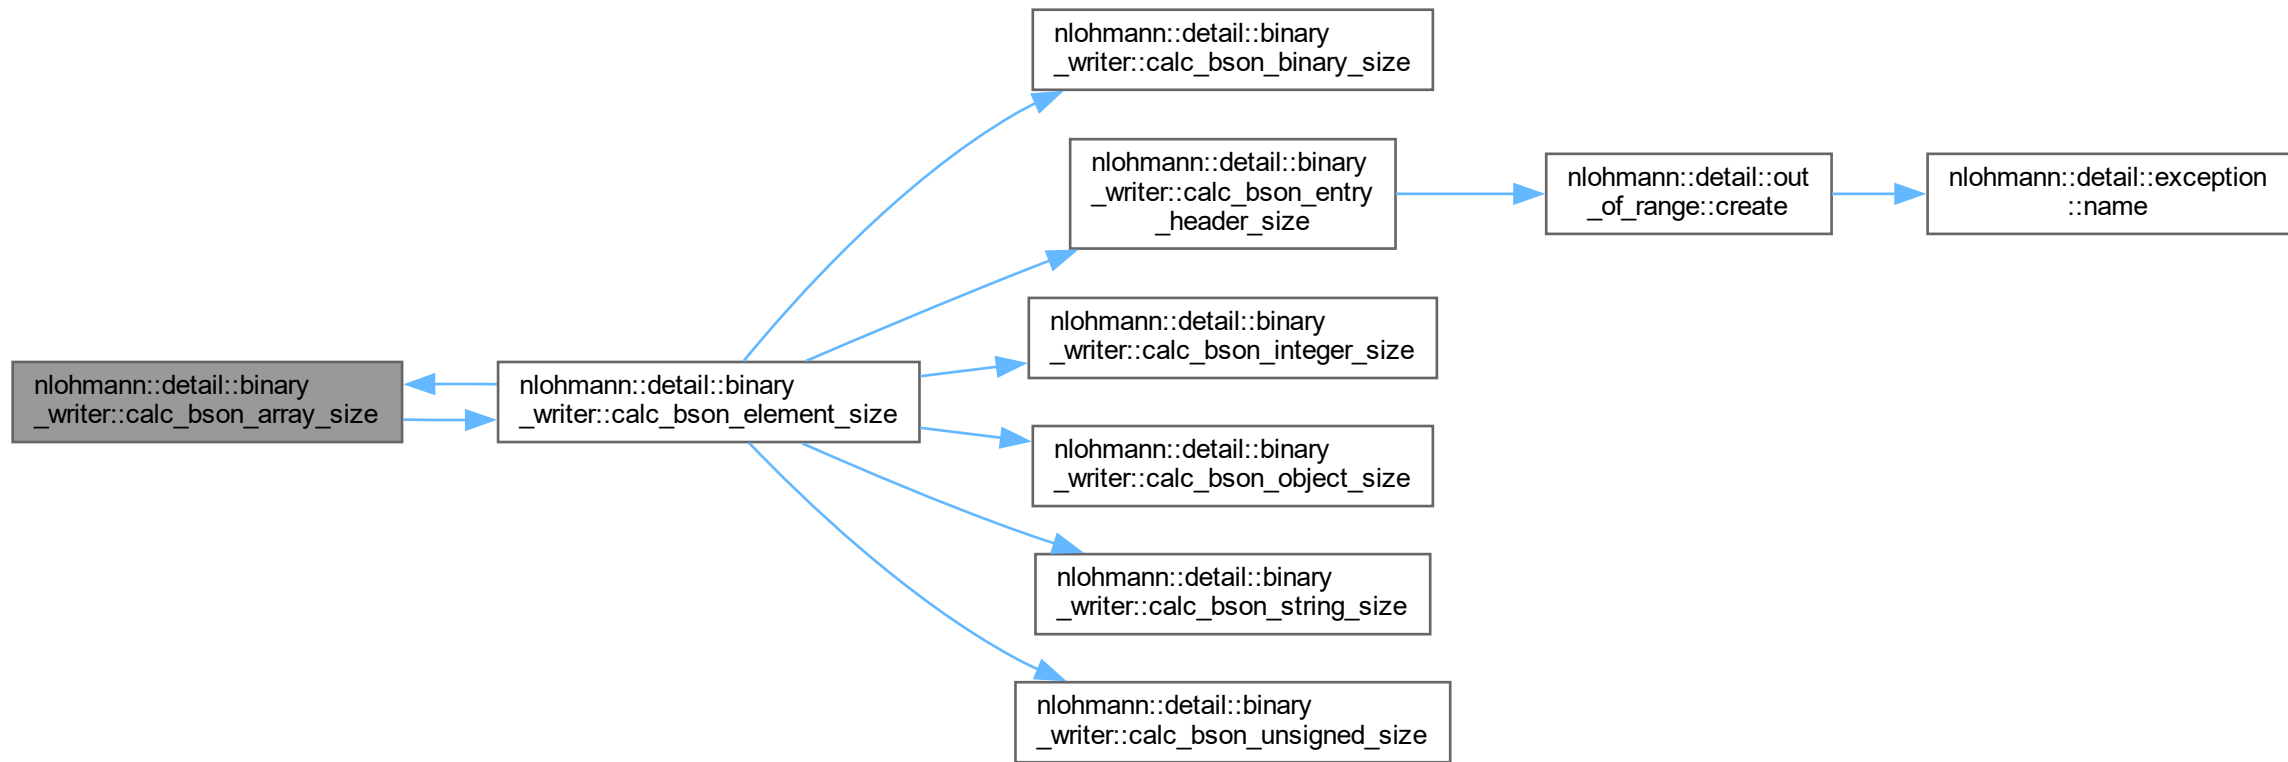 nlohmann::detail::binary
_writer::calc_bson_array_size
nlohmann::detail::binary
_writer::calc_bson_element_size
nlohmann::detail::binary
_writer::calc_bson_binary_size
nlohmann::detail::binary
_writer::calc_bson_entry
_header_size
nlohmann::detail::out
_of_range::create
nlohmann::detail::exception
::name
nlohmann::detail::binary
_writer::calc_bson_integer_size
nlohmann::detail::binary
_writer::calc_bson_object_size
nlohmann::detail::binary
_writer::calc_bson_string_size
nlohmann::detail::binary
_writer::calc_bson_unsigned_size